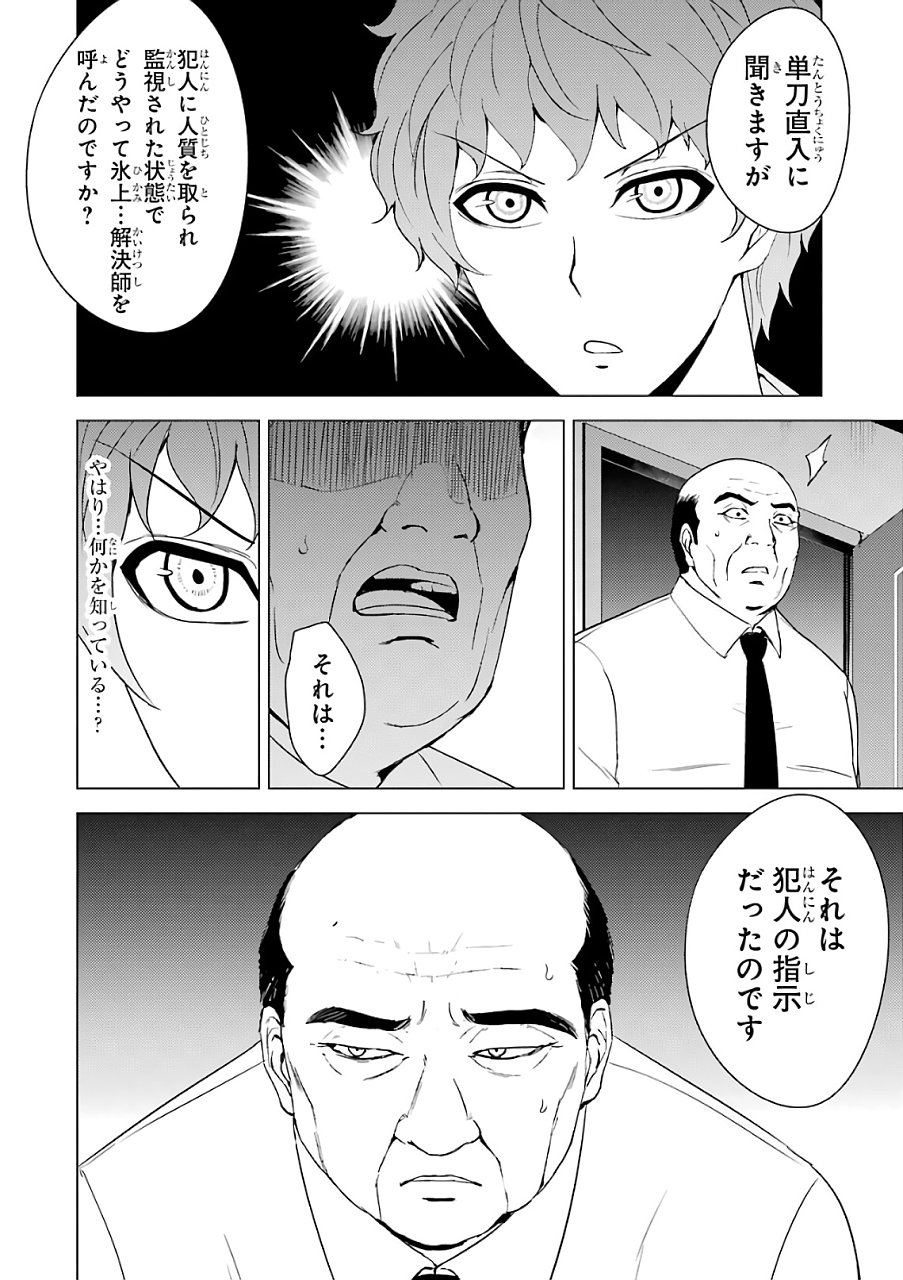 単刀直入に
聞きますが
犯人に人質を取られ
監視された状態で
どうやって氷上…解決師を
呼んだのですか？
それは…
やはり…何かを知っている…？
それは
犯人の指示
だったのです